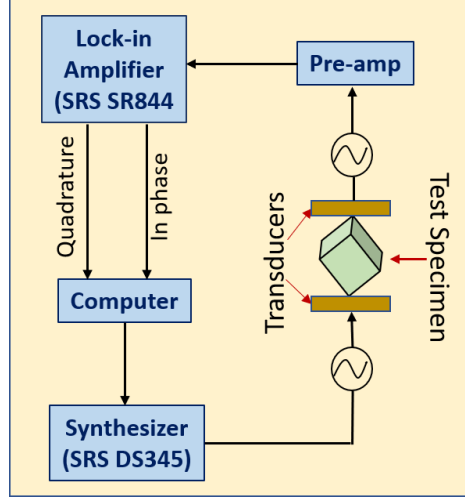 Lock-in
Amplifier
(SRS SR844
Pre-amp
Quadrature
In phase
Transducers
Test Specimen
Computer
Synthesizer
(SRS DS345)